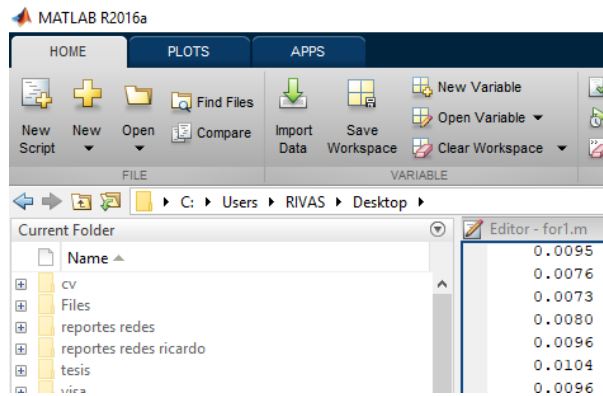 MATLAB R2016a
HOME PLOTS APPS
New Script
New
Open
Find Files
Compare
Import Data
Save Workspace
New Variable
Open Variable
Clear Workspace
FILE VARIABLE
C: Users RIVAS Desktop
Current Folder
Name
cv
Files
reportes redes
reportes redes ricardo
tesis
visa
Editor - for1.m
0.0095
0.0076
0.0073
0.0080
0.0096
0.0104
0.0096